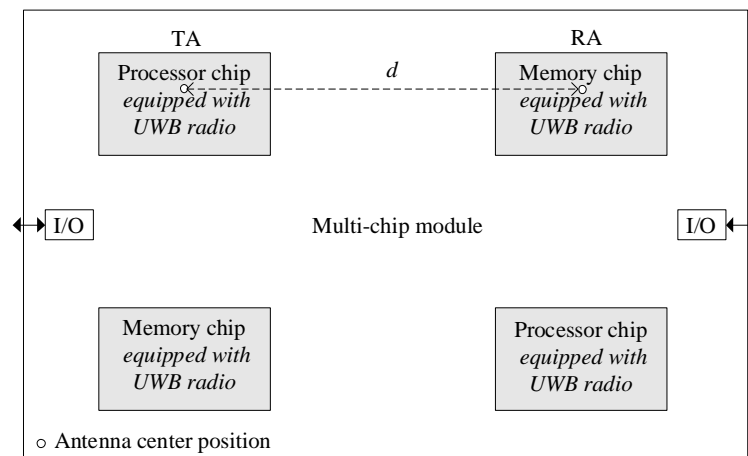 TA
RA
Processor chip
equipped with
UWB radio
d
Memory chip
equipped with
UWB radio
I/O
Multi-chip module
I/O
Memory chip
equipped with
UWB radio
Processor chip
equipped with
UWB radio
Antenna center position